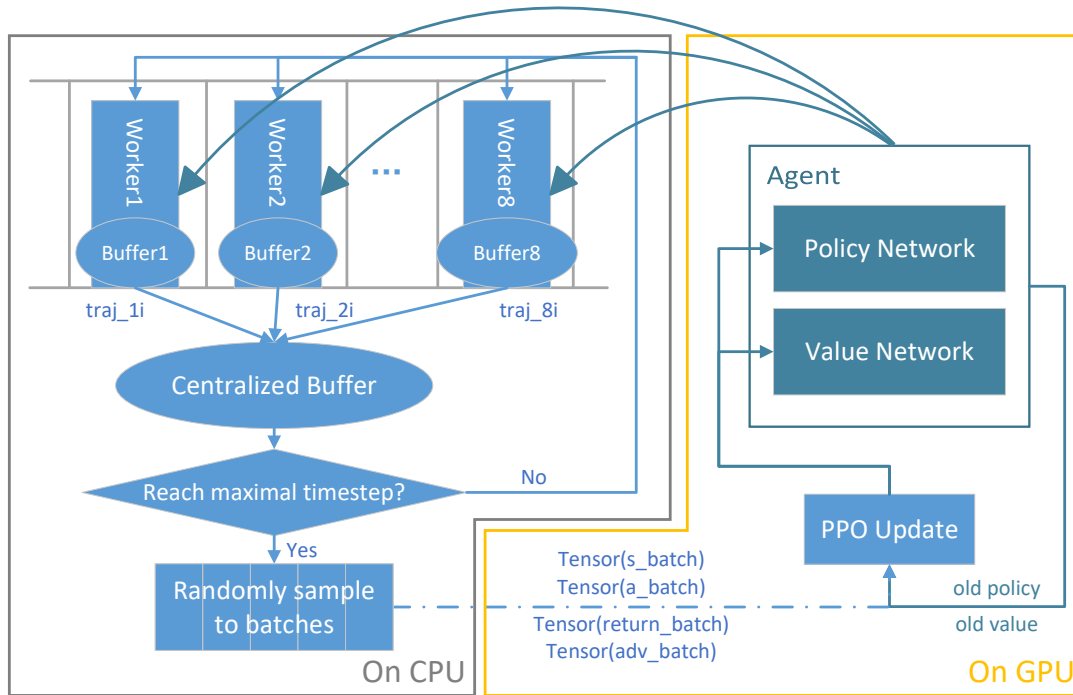 Worker1
Worker2
...
Worker8
Buffer1
Buffer2
Buffer8
traj_1i
traj_2i
traj_8i
Centralized Buffer
Reach maximal timestep?
No
Yes
Randomly sample
to batches
On CPU
Agent
Policy Network
Value Network
PPO Update
Tensor(s_batch)
Tensor(a_batch)
Tensor(return_batch)
Tensor(adv_batch)
old policy
old value
On GPU